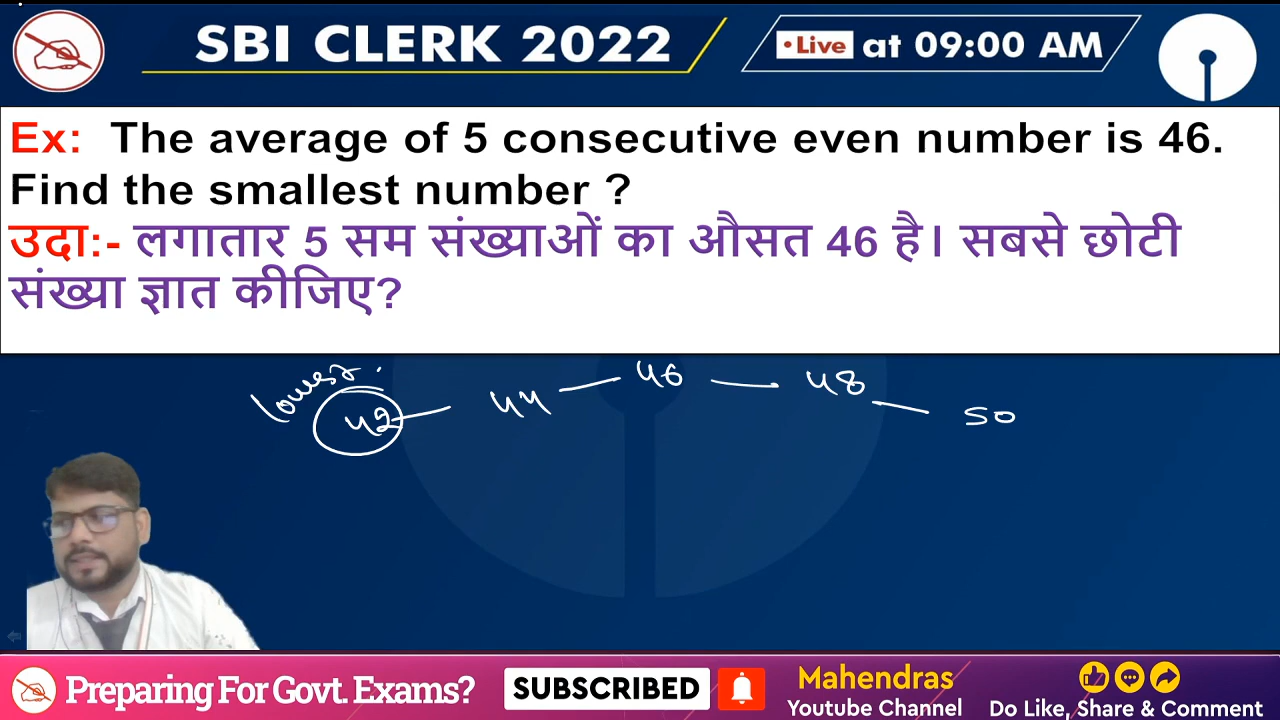 SBI CLERK 2022
• Live at 09:00 AM
Ex: The average of 5 consecutive even number is 46.
Find the smallest number ?
उदाः- लगातार 5 सम संख्याओं का औसत 46 है। सबसे छोटी
संख्या ज्ञात कीजिए?
lowest.
42 — 44 — 46 — 48 — 50
Preparing For Govt. Exams?
SUBSCRIBED
Mahendras
Youtube Channel
Do Like, Share & Comment